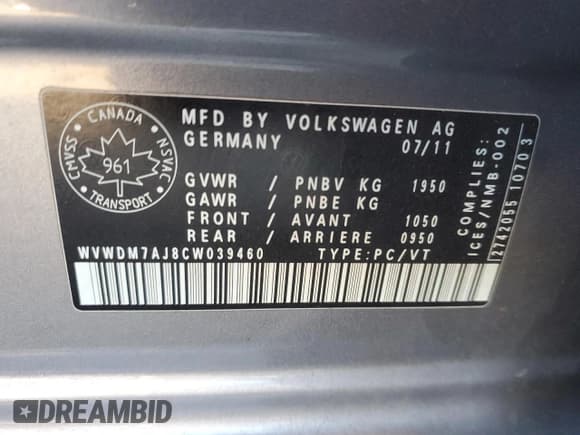 CANADA
CMVSS
NSVAC
961
TRANSPORT
MFD BY VOLKSWAGEN AG
GERMANY 07/11
GVWR / PNBV KG 1950
GAWR / PNBE KG
FRONT / AVANT 1050
REAR / ARRIERE 0950
WVWDM7AJ8CW039460 TYPE:PC/VT
COMPLIES:
ICES/NMB-002
2742055 10703
DREAMBID